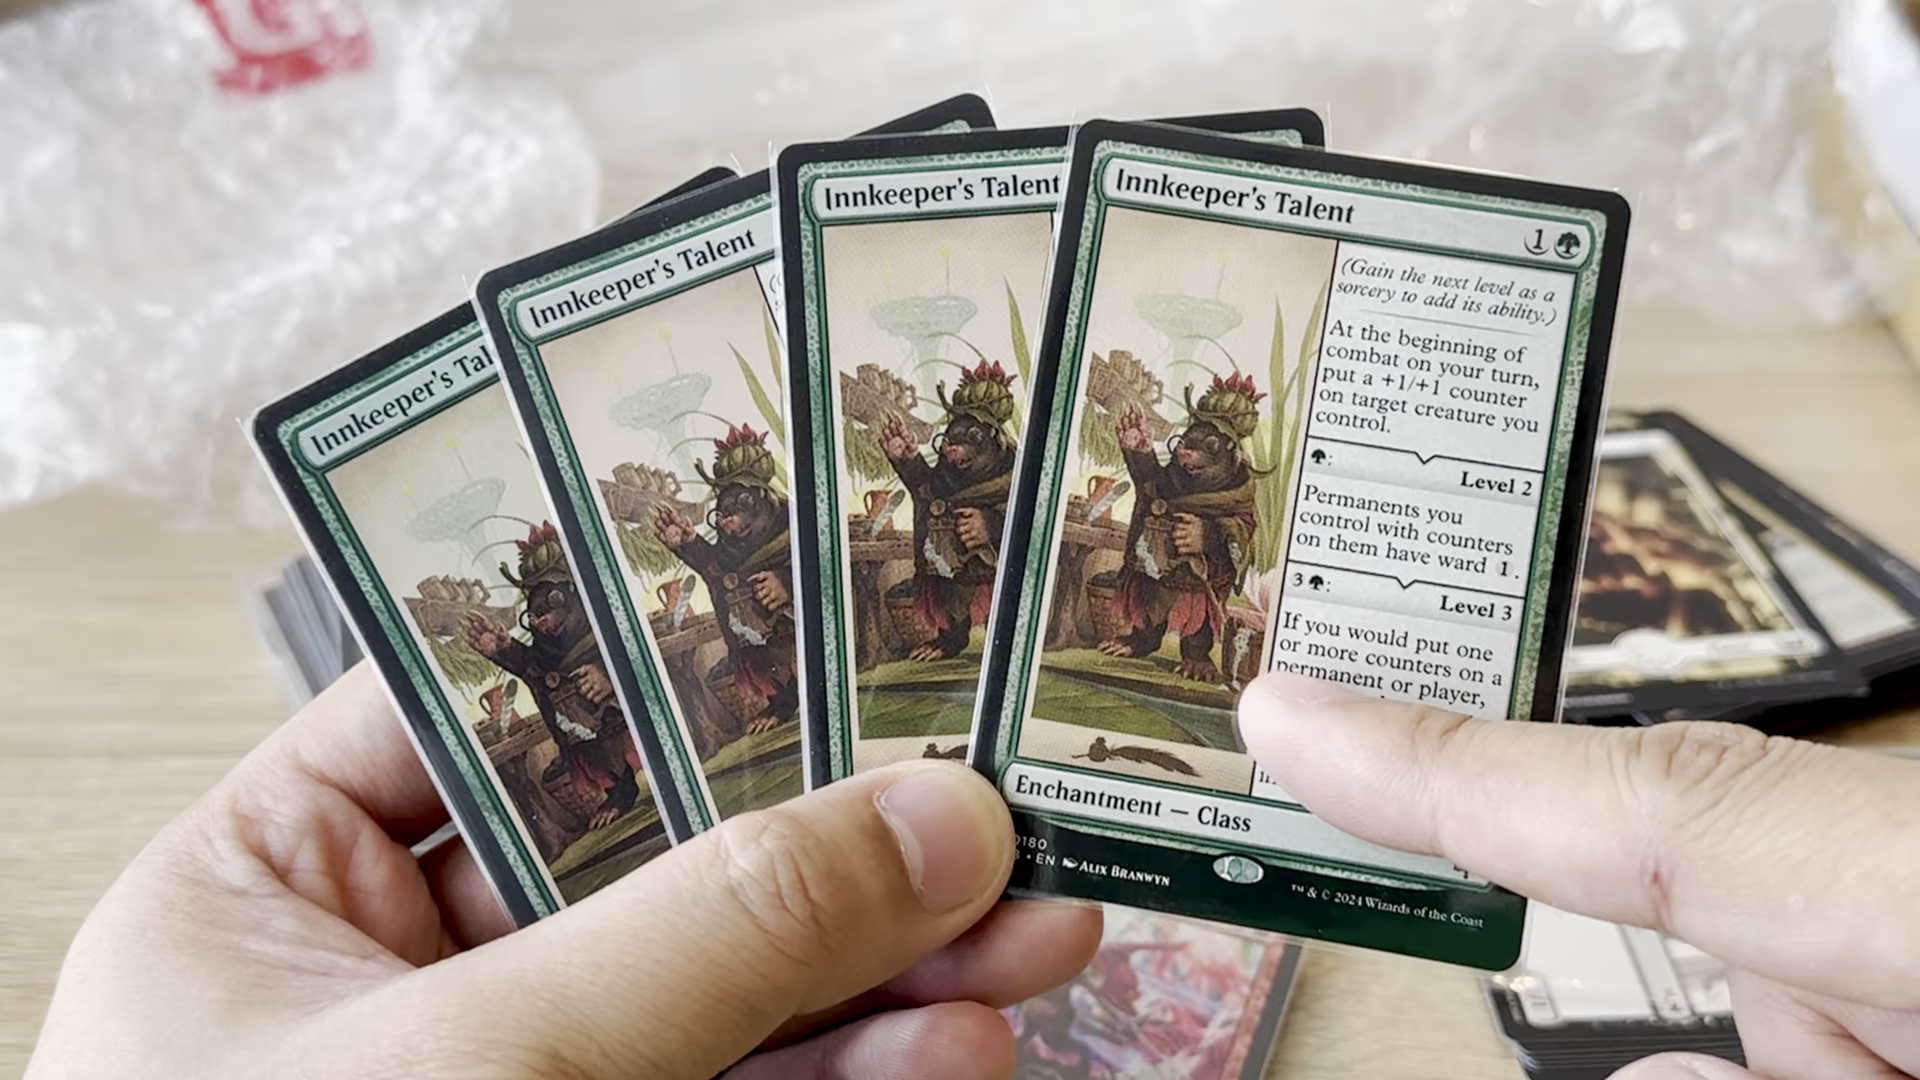 Innkeeper's Tal
Innkeeper's Talent
Innkeeper's Talent
Innkeeper's Talent
1
(Gain the next level as a
sorcery to add its ability.)
At the beginning of
combat on your turn,
put a +1/+1 counter
on target creature you
control.
:
Level 2
Permanents you
control with counters
on them have ward 1.
3 :
Level 3
If you would put one
or more counters on a
permanent or player,
Enchantment — Class
0180
• EN ALIX BRANWYN
™ & © 2024 Wizards of the Coast